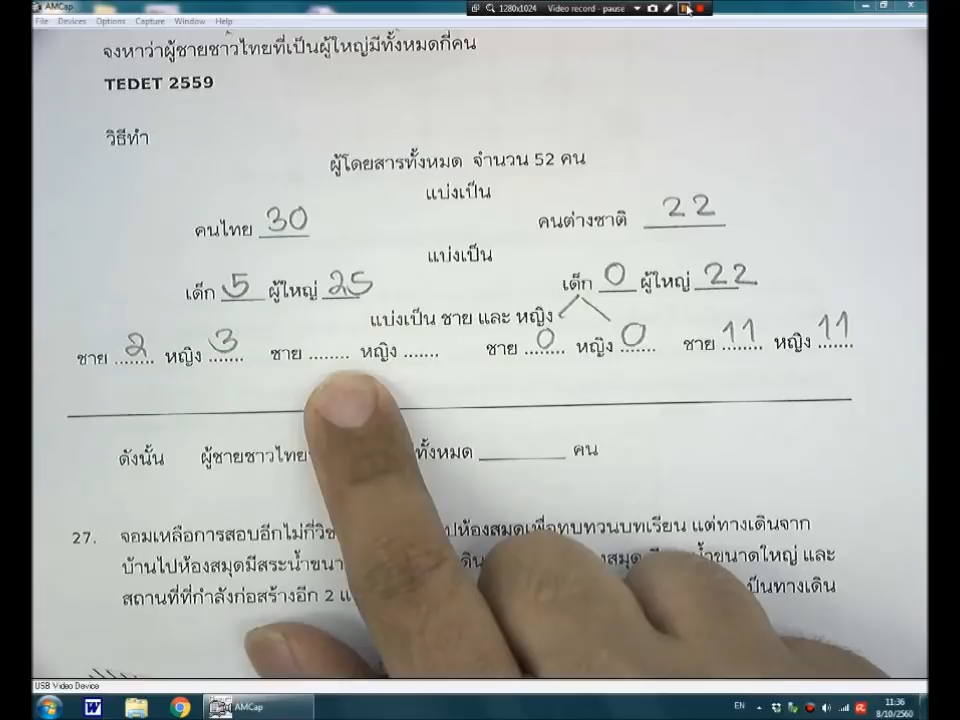 AMCap
1280x1024 Video record - pause
File Devices Options Capture Window Help
จงหาว่าผู้ชายชาวไทยที่เป็นผู้ใหญ่มีทั้งหมดกี่คน
TEDET 2559
วิธีทำ
ผู้โดยสารทั้งหมด จำนวน 52 คน
แบ่งเป็น
คนไทย 30 คนต่างชาติ 22
แบ่งเป็น
เด็ก 5 ผู้ใหญ่ 25 เด็ก 0 ผู้ใหญ่ 22
แบ่งเป็น ชาย และ หญิง
ชาย 2 หญิง 3 ชาย ........ หญิง ....... ชาย 0 หญิง 0 ชาย 11 หญิง 11
ดังนั้น ผู้ชายชาวไทย ทั้งหมด ________ คน
27. จอมเหลือการสอบอีกไม่กี่วิช ปห้องสมุดเพื่อทบทวนบทเรียน แต่ทางเดินจาก
บ้านไปห้องสมุดมีสระน้ำขนา งสมุด น้ำขนาดใหญ่ และ
สถานที่ที่กำลังก่อสร้างอีก 2 แ ป็นทางเดิน
USB Video Device
AMCap EN 11:36
8/10/2560